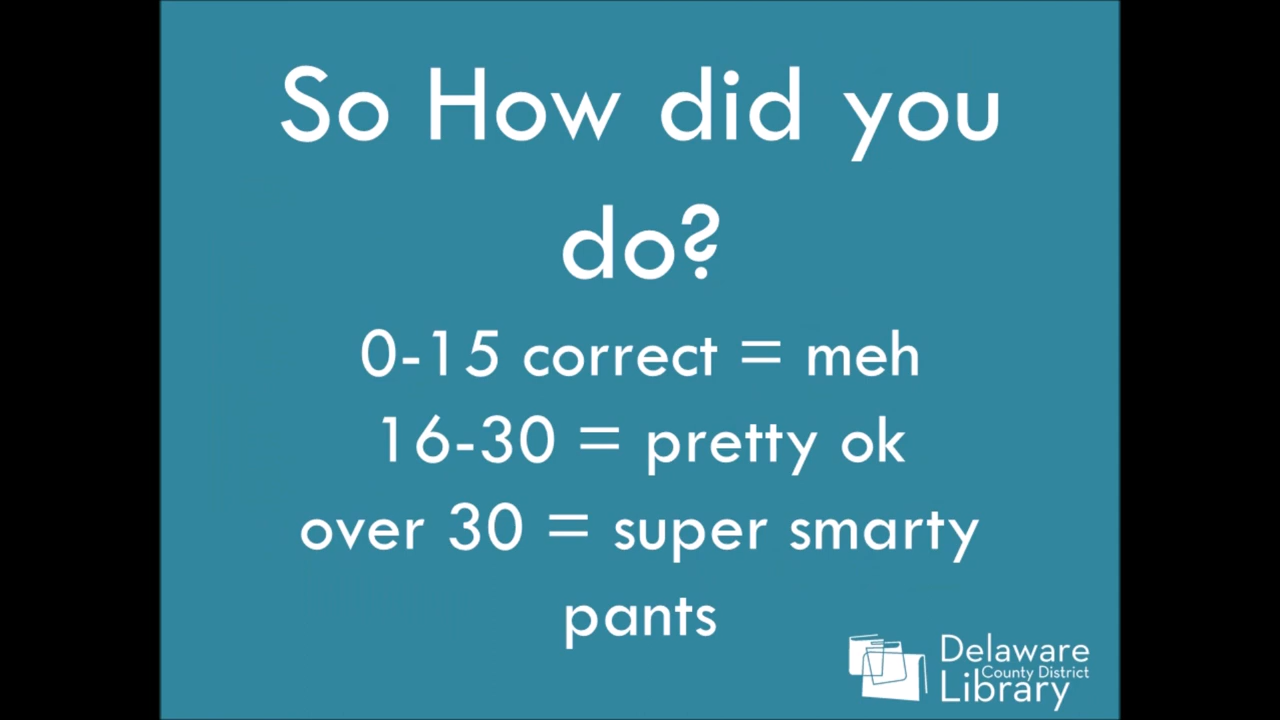 So How did you
do?
0-15 correct = meh
16-30 = pretty ok
over 30 = super smarty
pants
Delaware
County District
Library